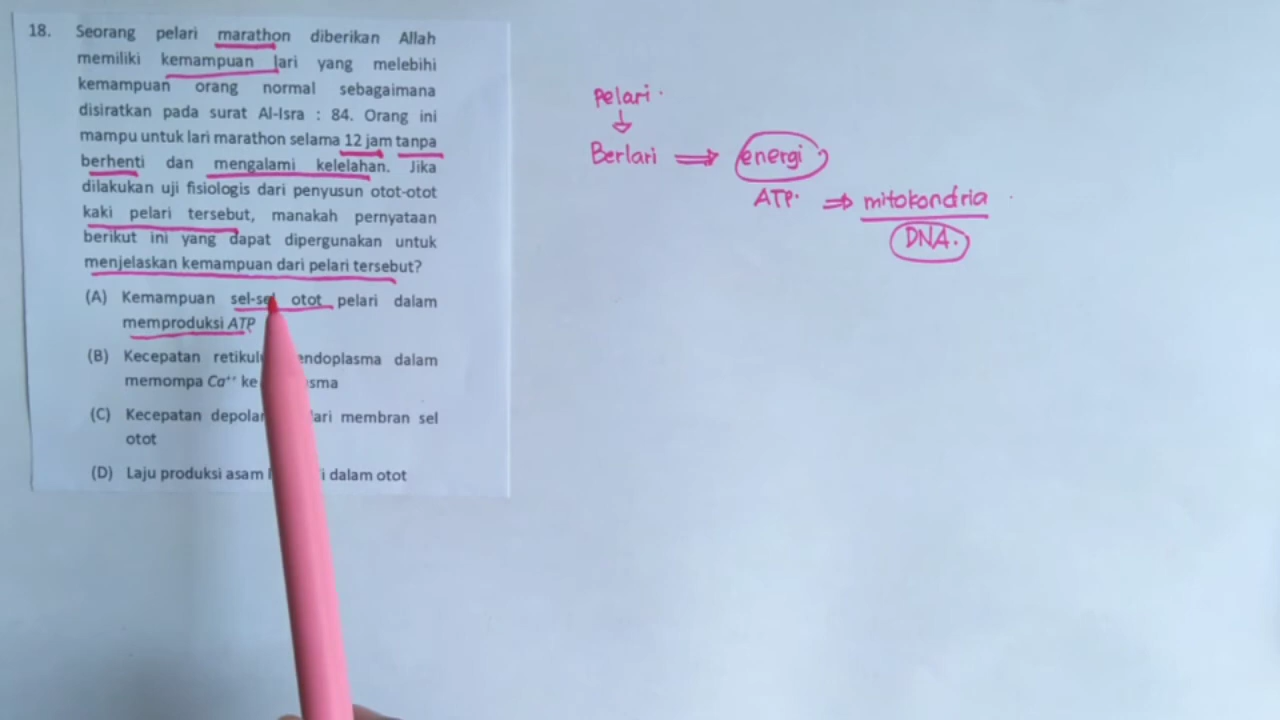 18. Seorang pelari marathon diberikan Allah
memiliki kemampuan lari yang melebihi
kemampuan orang normal sebagaimana
disiratkan pada surat Al-Isra : 84. Orang ini
mampu untuk lari marathon selama 12 jam tanpa
berhenti dan mengalami kelelahan. Jika
dilakukan uji fisiologis dari penyusun otot-otot
kaki pelari tersebut, manakah pernyataan
berikut ini yang dapat dipergunakan untuk
menjelaskan kemampuan dari pelari tersebut?
(A) Kemampuan sel-sel otot pelari dalam
memproduksi ATP
(B) Kecepatan endoplasma dalam
memompa Ca++ ke
(C) Kecepatan membran sel
otot
(D) Laju produksi asam dalam otot
pelari.
Berlari ⇒ energi
ATP. ⇒ mitokondria
DNA.